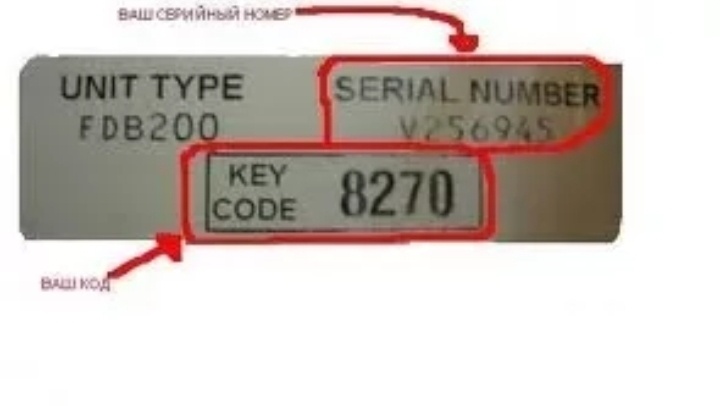 ВАШ СЕРИЙНЫЙ НОМЕР
UNIT TYPE SERIAL NUMBER
FDB200 V256945
KEY CODE 8270
ВАШ КОД